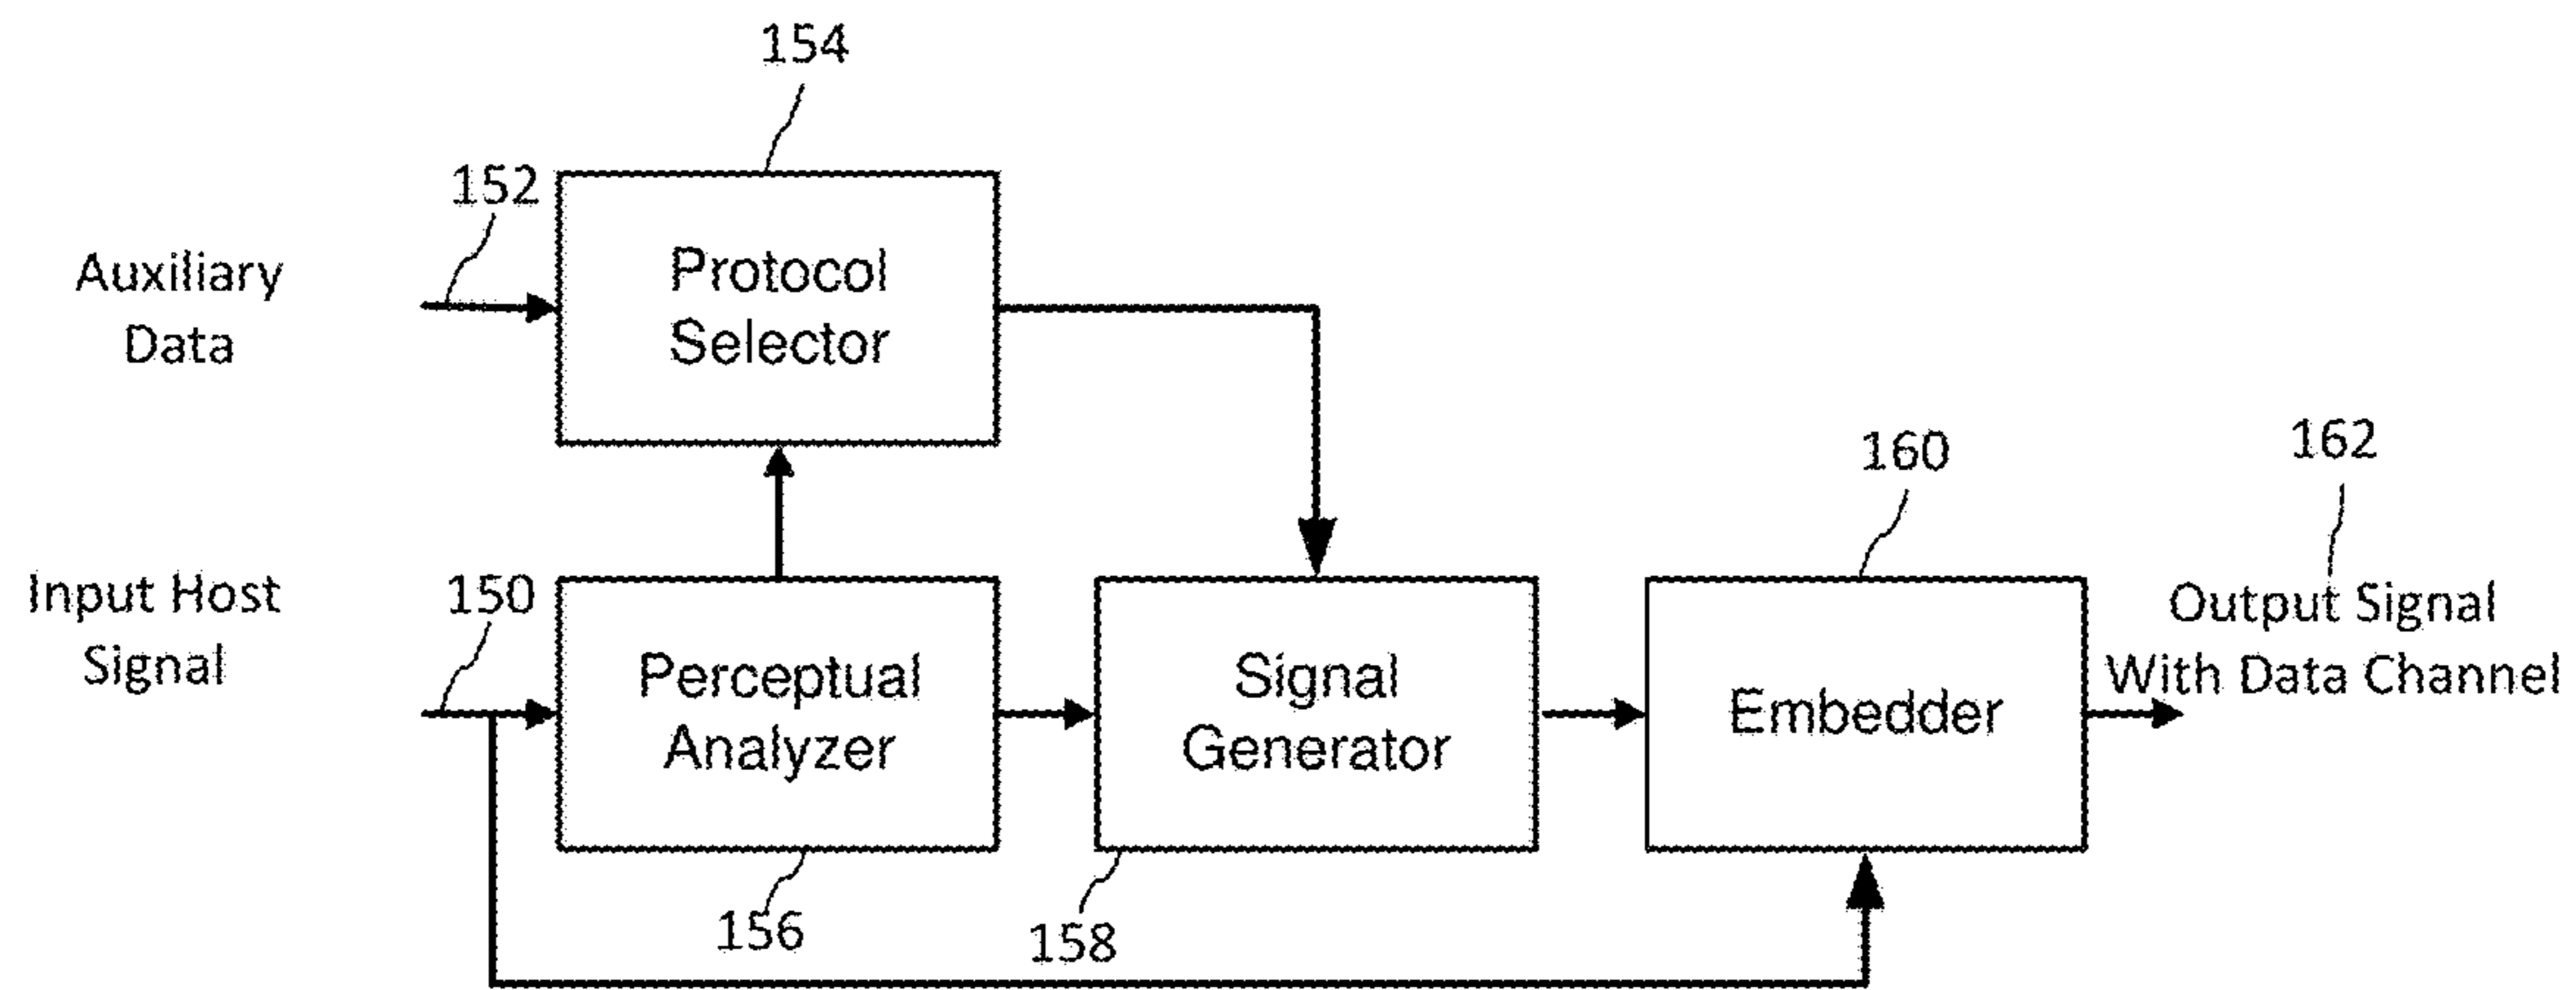 154
152
Auxiliary
Data
Protocol
Selector
160
162
Input Host
Signal
150
Perceptual
Analyzer
Signal
Generator
Embedder
Output Signal
With Data Channel
156
158